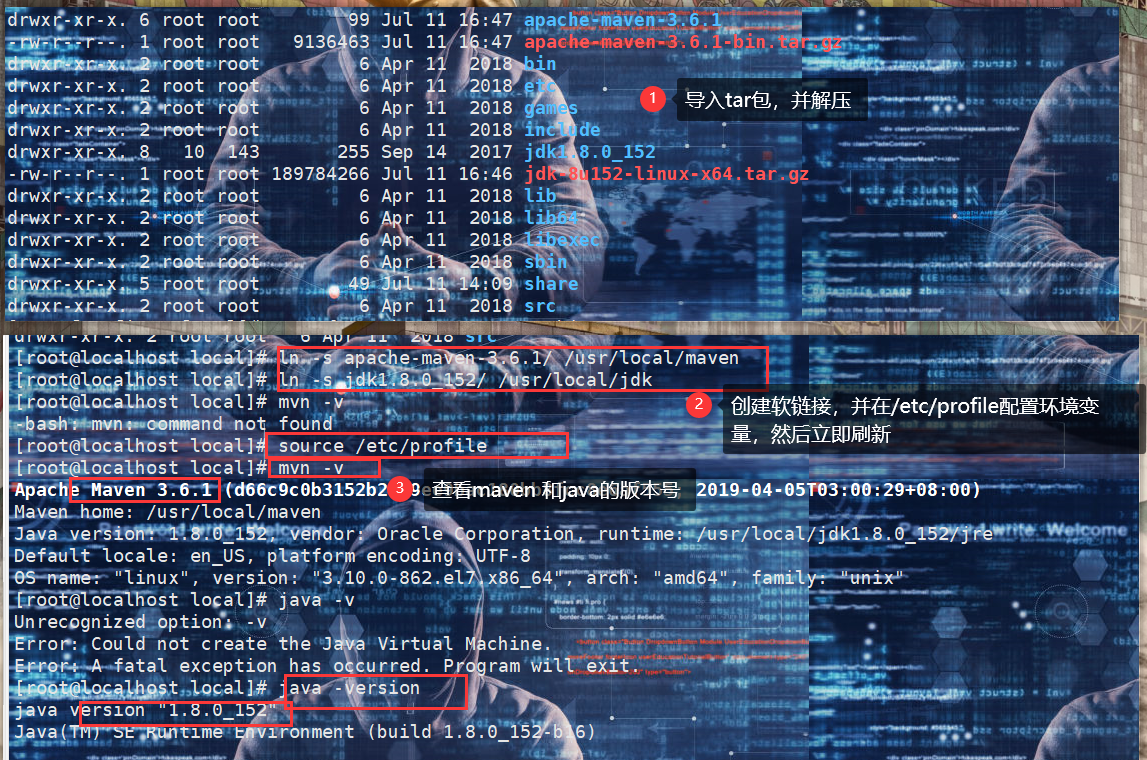 drwxr-xr-x. 6 root root 99 Jul 11 16:47 apache-maven-3.6.1
-rw-r--r--. 1 root root 9136463 Jul 11 16:47 apache-maven-3.6.1-bin.tar.gz
drwxr-xr-x. 2 root root 6 Apr 11 2018 bin
drwxr-xr-x. 2 root root 6 Apr 11 2018 etc
drwxr-xr-x. 2 root root 6 Apr 11 2018 games
drwxr-xr-x. 2 root root 6 Apr 11 2018 include
drwxr-xr-x. 8 10 143 255 Sep 14 2017 jdk1.8.0_152
-rw-r--r--. 1 root root 189784266 Jul 11 16:46 jdk-8u152-linux-x64.tar.gz
drwxr-xr-x. 2 root root 6 Apr 11 2018 lib
drwxr-xr-x. 2 root root 6 Apr 11 2018 lib64
drwxr-xr-x. 2 root root 6 Apr 11 2018 libexec
drwxr-xr-x. 2 root root 6 Apr 11 2018 sbin
drwxr-xr-x. 5 root root 49 Jul 11 14:09 share
drwxr-xr-x. 2 root root 6 Apr 11 2018 src
1 导入tar包，并解压
drwxr-xr-x. 2 root root 6 Apr 11 2018 src
[root@localhost local]# ln -s apache-maven-3.6.1/ /usr/local/maven
[root@localhost local]# ln -s jdk1.8.0_152/ /usr/local/jdk
[root@localhost local]# mvn -v
-bash: mvn: command not found
2 创建软链接，并在/etc/profile配置环境变
量，然后立即刷新
[root@localhost local]# source /etc/profile
[root@localhost local]# mvn -v
3 查看maven 和java的版本号
Apache Maven 3.6.1 (d66c9c0b3152b2 2019-04-05T03:00:29+08:00)
Maven home: /usr/local/maven
Java version: 1.8.0_152, vendor: Oracle Corporation, runtime: /usr/local/jdk1.8.0_152/jre
Default locale: en_US, platform encoding: UTF-8
OS name: "linux", version: "3.10.0-862.el7.x86_64", arch: "amd64", family: "unix"
[root@localhost local]# java -v
Unrecognized option: -v
Error: Could not create the Java Virtual Machine.
Error: A fatal exception has occurred. Program will exit.
[root@localhost local]# java -version
java version "1.8.0_152"
Java(TM) SE Runtime Environment (build 1.8.0_152-b16)